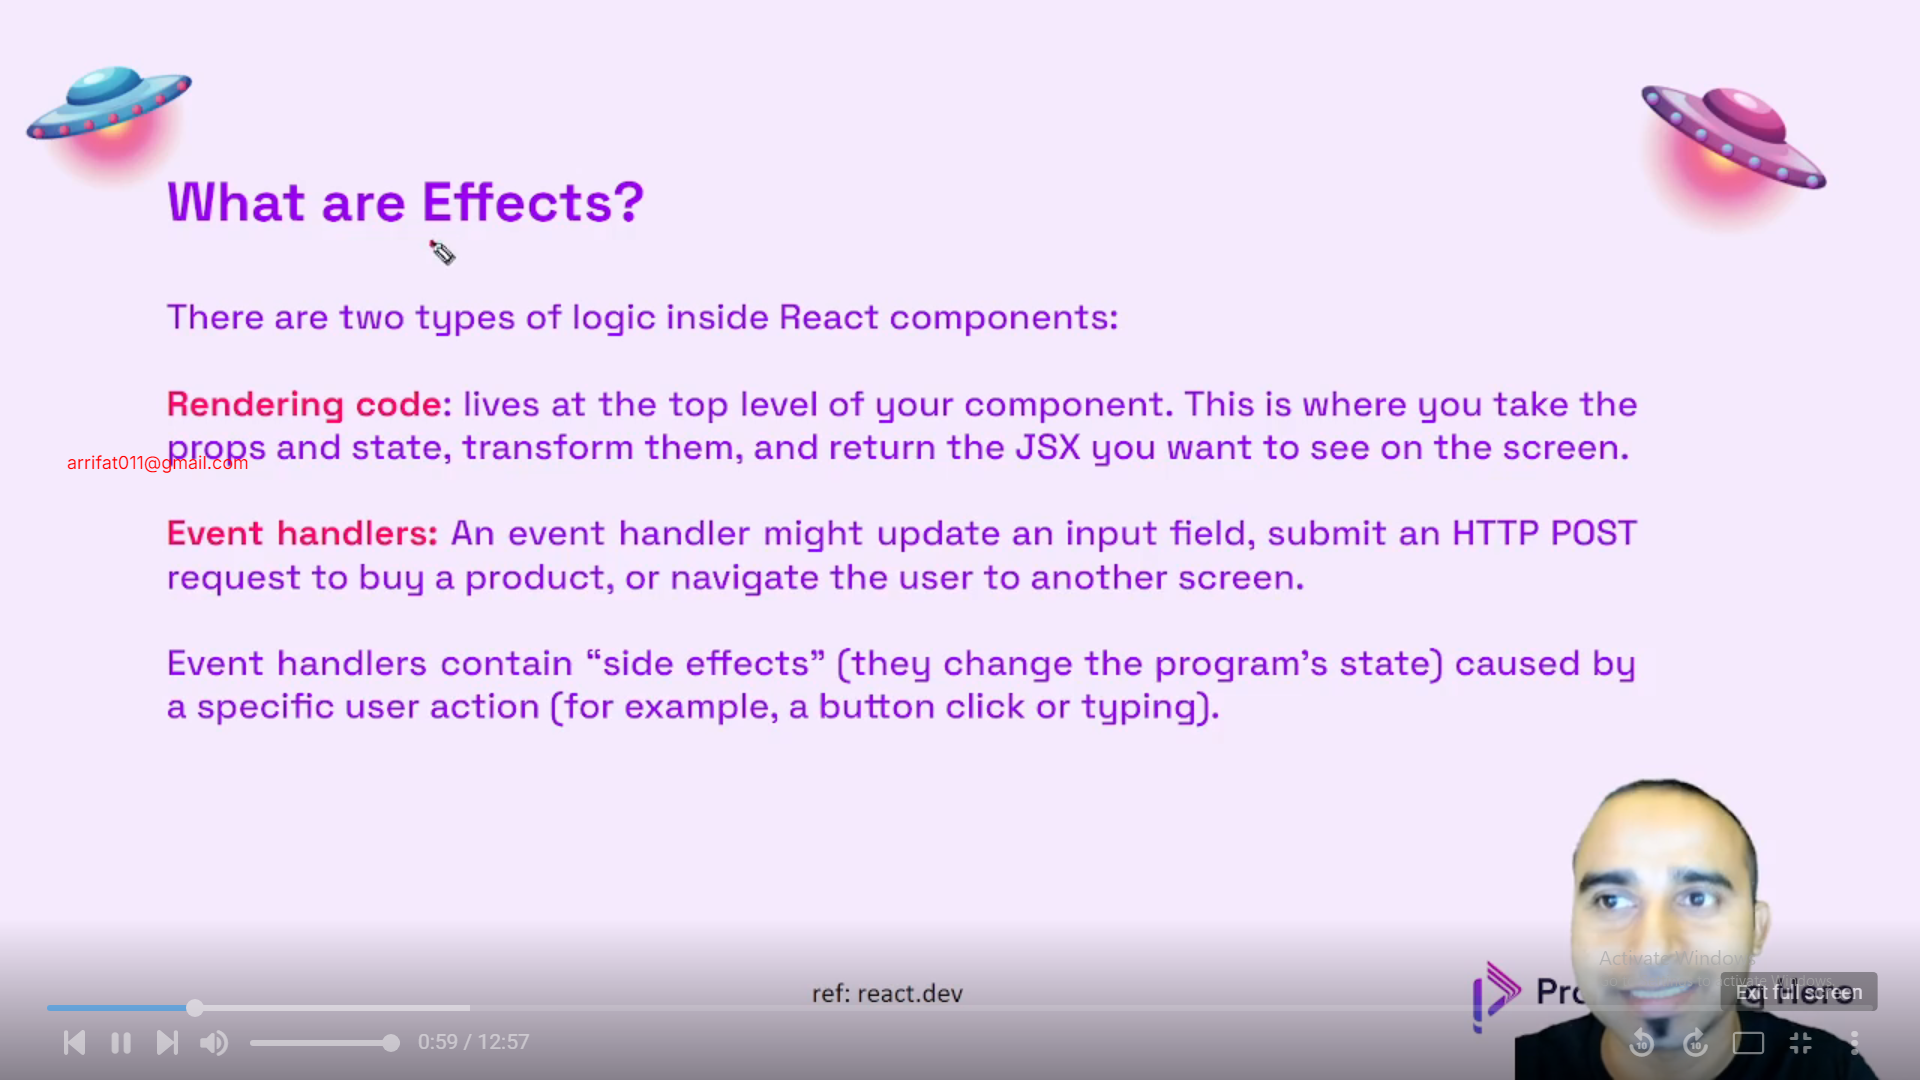 What are Effects?
There are two types of logic inside React components:
Rendering code: lives at the top level of your component. This is where you take the
props and state, transform them, and return the JSX you want to see on the screen.
arrifat011@gmail.com
Event handlers: An event handler might update an input field, submit an HTTP POST
request to buy a product, or navigate the user to another screen.
Event handlers contain “side effects” (they change the program’s state) caused by
a specific user action (for example, a button click or typing).
Activate Windows
activate Windows.
ref: react.dev
Exit full screen
0:59 / 12:57
10
10